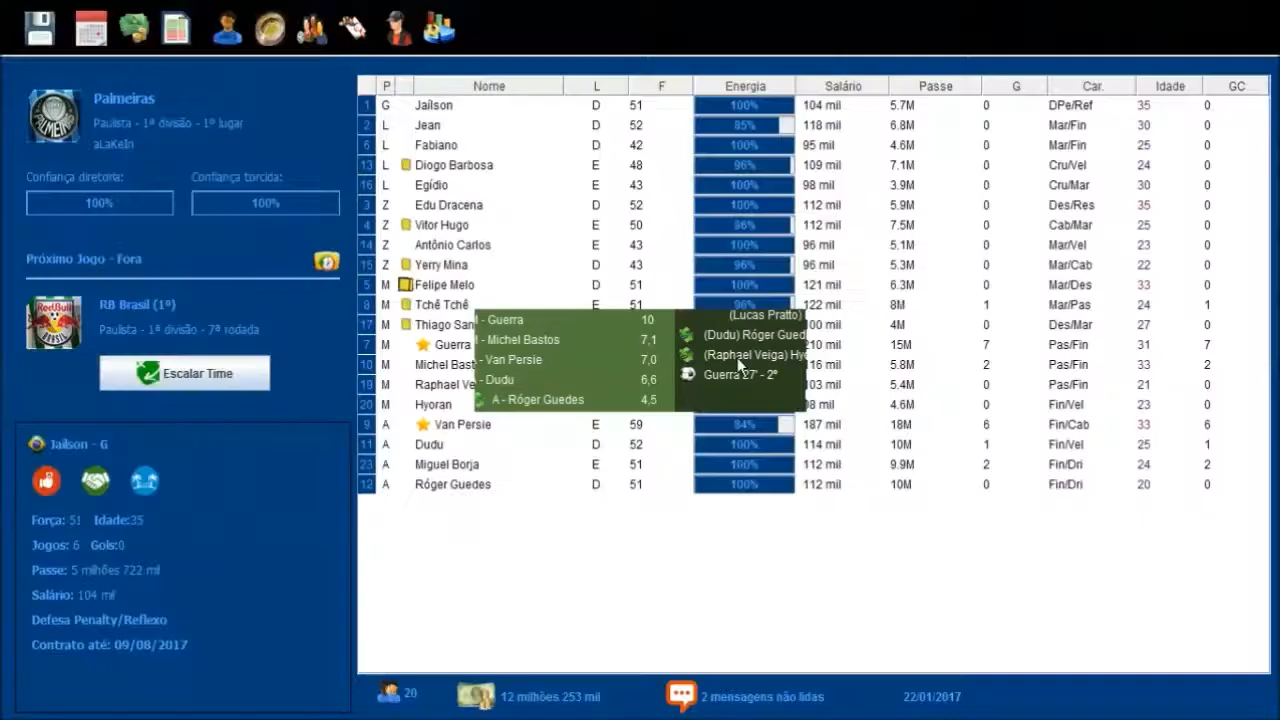 Palmeiras
Paulista - 1ª divisão - 1º lugar
aLaKeIn
Confiança diretoria: Confiança torcida:
100% 100%
Próximo Jogo - Fora
RB Brasil (1º)
Paulista - 1ª divisão - 7ª rodada
Escalar Time
Jaílson - G
Força: 51 Idade:35
Jogos: 6 Gols:0
Passe: 5 milhões 722 mil
Salário: 104 mil
Defesa Penalty/Reflexo
Contrato até: 09/08/2017
P Nome L F Energia Salário Passe G Car. Idade GC
1 G Jaílson D 51 100% 104 mil 5.7M 0 DPe/Ref 35 0
2 L Jean D 52 85% 118 mil 6.8M 0 Mar/Fin 30 0
6 L Fabiano D 42 100% 95 mil 4.6M 0 Mar/Fin 25 0
13 L Diogo Barbosa E 48 96% 109 mil 7.1M 0 Cru/Vel 24 0
16 L Egídio E 43 100% 98 mil 3.9M 0 Cru/Mar 30 0
3 Z Edu Dracena D 52 100% 112 mil 5.9M 0 Des/Res 35 0
4 Z Vitor Hugo E 50 96% 112 mil 7.5M 0 Cab/Mar 25 0
14 Z Antônio Carlos E 43 100% 96 mil 5.1M 0 Mar/Vel 23 0
15 Z Yerry Mina D 43 96% 96 mil 5.3M 0 Mar/Cab 22 0
5 M Felipe Melo D 51 100% 121 mil 6.3M 0 Mar/Des 33 0
8 M Tchê Tchê E 51 96% 122 mil 8M 1 Mar/Pas 24 1
17 M Thiago San 100 mil 4M 0 Des/Mar 27 0
7 M Guerra 210 mil 15M 7 Pas/Fin 31 7
10 M Michel Bast 116 mil 5.8M 2 Pas/Fin 33 2
19 M Raphael Ve 103 mil 5.4M 0 Pas/Fin 21 0
20 M Hyoran 98 mil 4.6M 0 Fin/Vel 23 0
9 A Van Persie E 59 84% 187 mil 18M 6 Fin/Cab 33 6
11 A Dudu D 52 100% 114 mil 10M 1 Fin/Vel 25 1
23 A Miguel Borja E 51 100% 112 mil 9.9M 2 Fin/Dri 24 2
12 A Róger Guedes D 51 100% 112 mil 10M 0 Fin/Dri 20 0
- Guerra 10
- Michel Bastos 7,1
- Van Persie 7,0
- Dudu 6,6
A - Róger Guedes 4,5
(Lucas Pratto)
(Dudu) Róger Gued
(Raphael Veiga) Hyo
Guerra 27' - 2º
20 12 milhões 253 mil 2 mensagens não lidas 22/01/2017